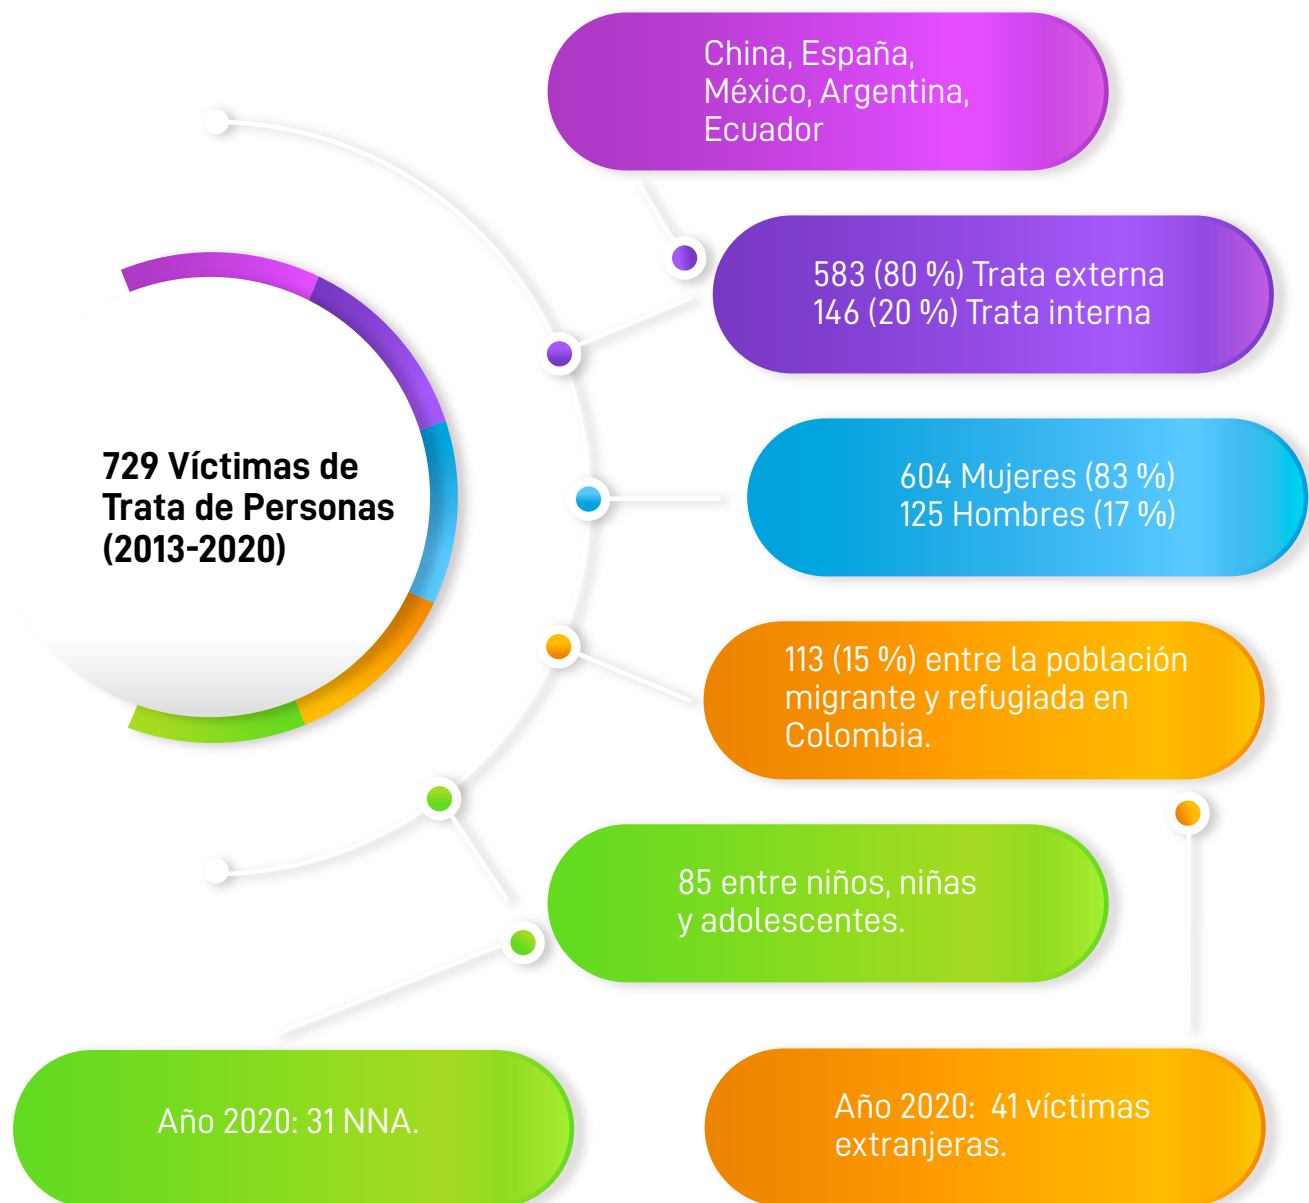 China, España,
México, Argentina,
Ecuador
583 (80 %) Trata externa
146 (20 %) Trata interna
729 Víctimas de
Trata de Personas
(2013-2020)
604 Mujeres (83 %)
125 Hombres (17 %)
113 (15 %) entre la población
migrante y refugiada en
Colombia.
85 entre niños, niñas
y adolescentes.
Año 2020: 31 NNA.
Año 2020: 41 víctimas
extranjeras.